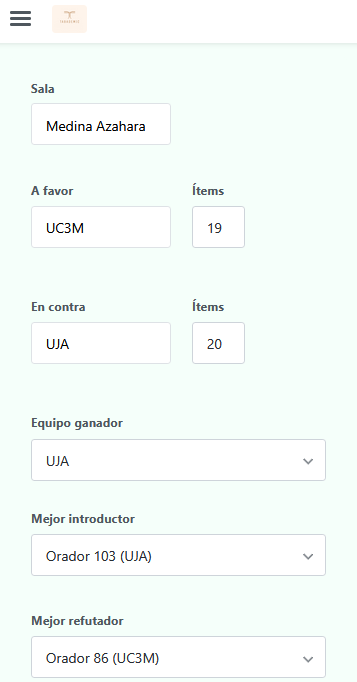 Sala
Medina Azahara
A favor Ítems
UC3M 19
En contra Ítems
UJA 20
Equipo ganador
UJA
Mejor introductor
Orador 103 (UJA)
Mejor refutador
Orador 86 (UC3M)